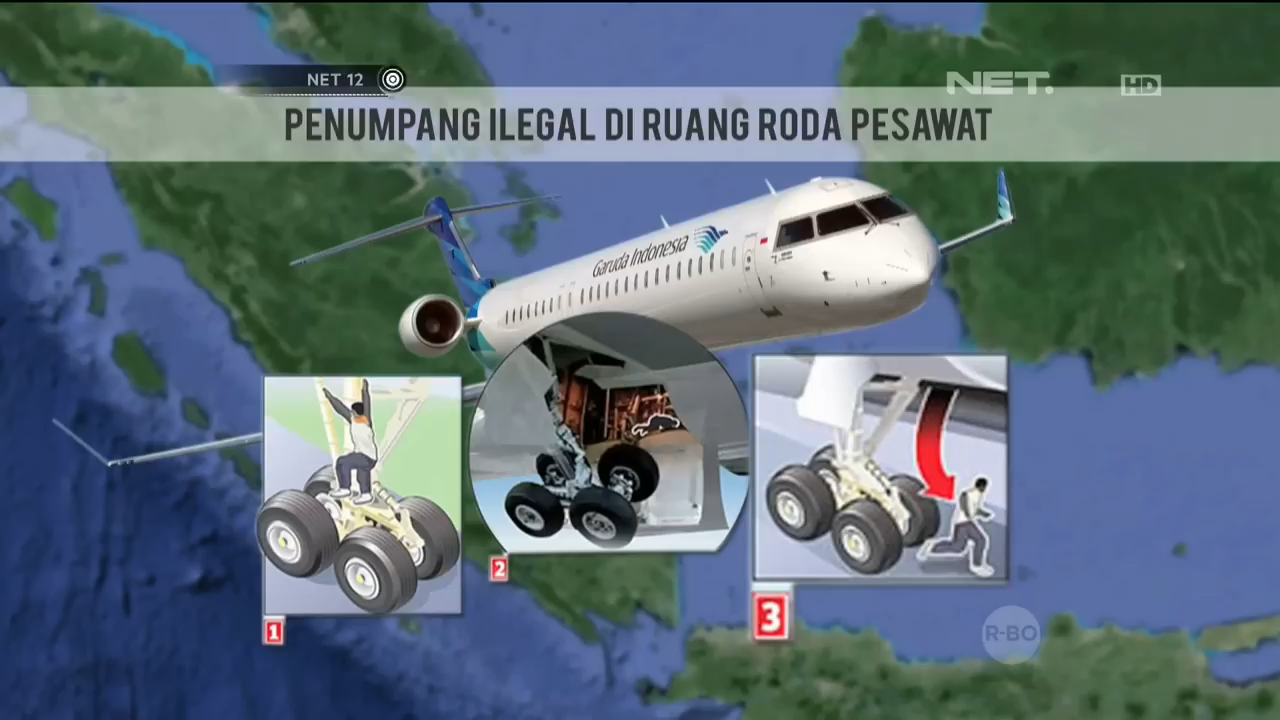 NET 12
NET.
HD
PENUMPANG ILEGAL DI RUANG RODA PESAWAT
Garuda Indonesia
1
2
3
R-BO